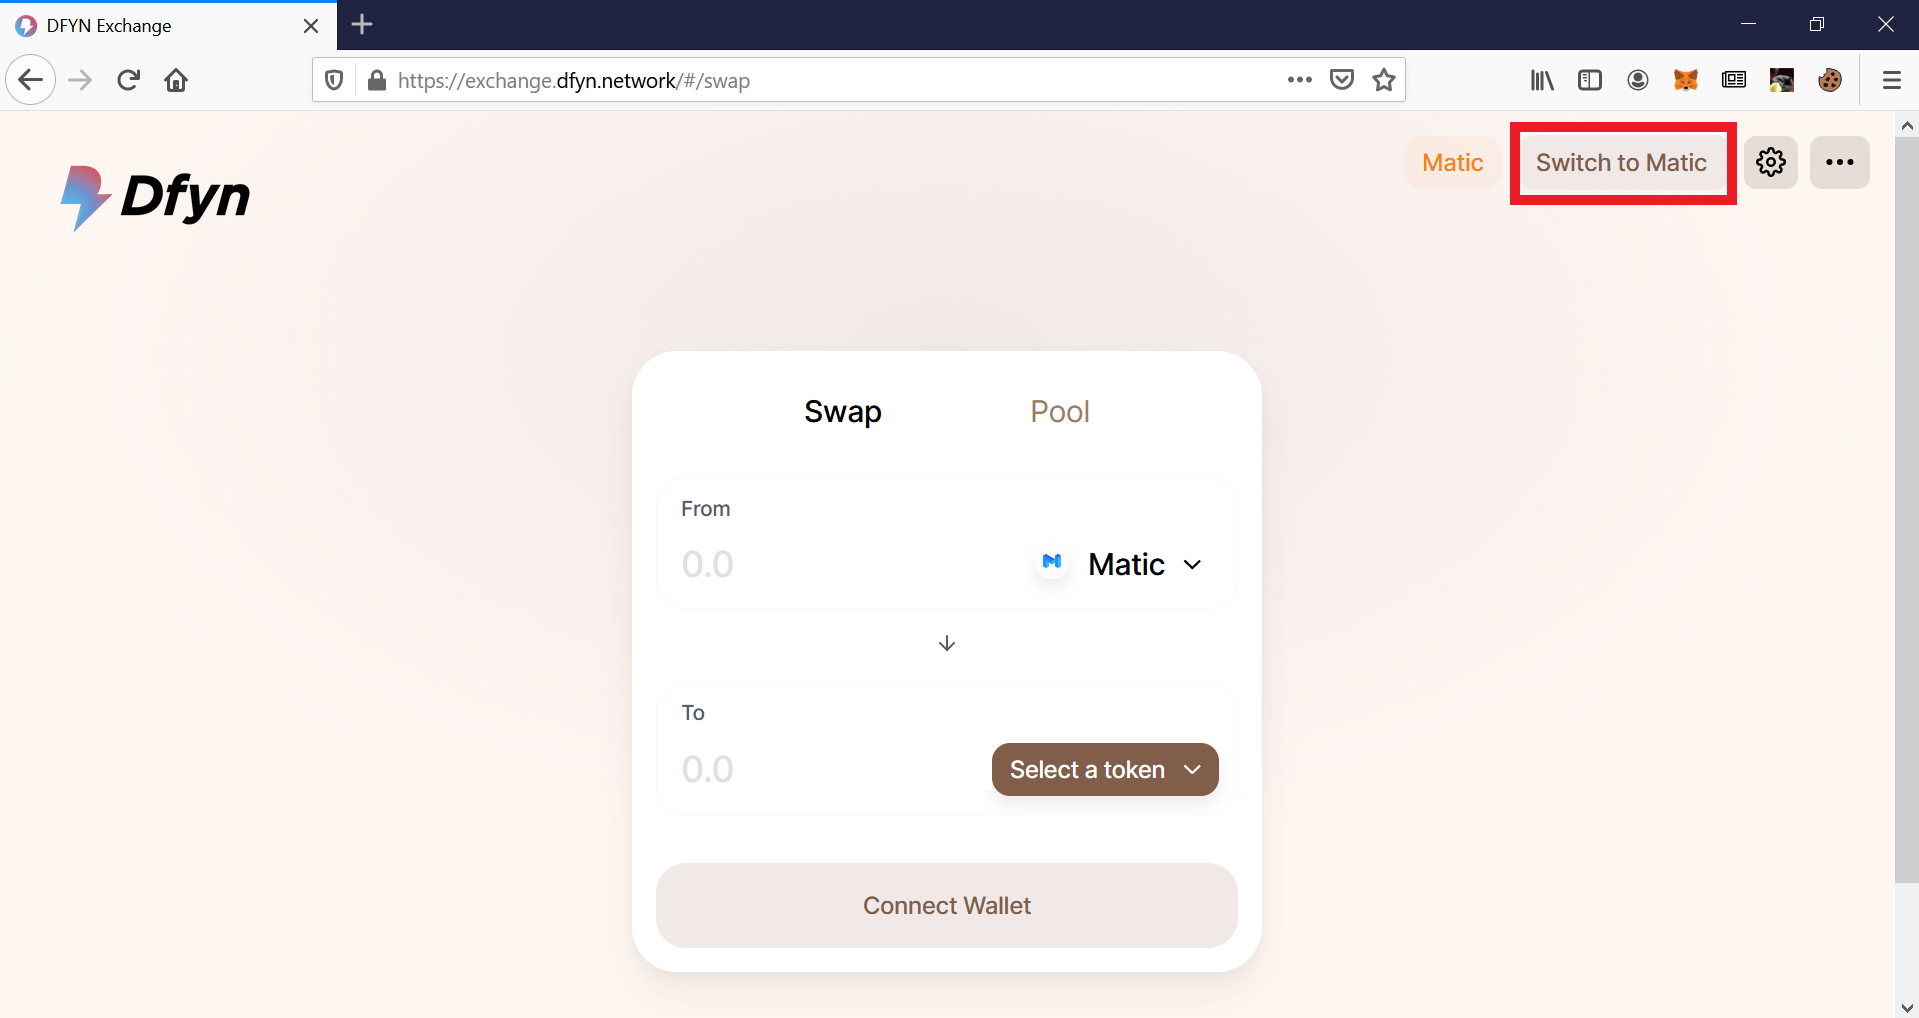 DFYN Exchange
https://exchange.dfyn.network/#/swap
Dfyn
Matic
Switch to Matic
Swap
Pool
From
0.0
Matic
To
0.0
Select a token
Connect Wallet